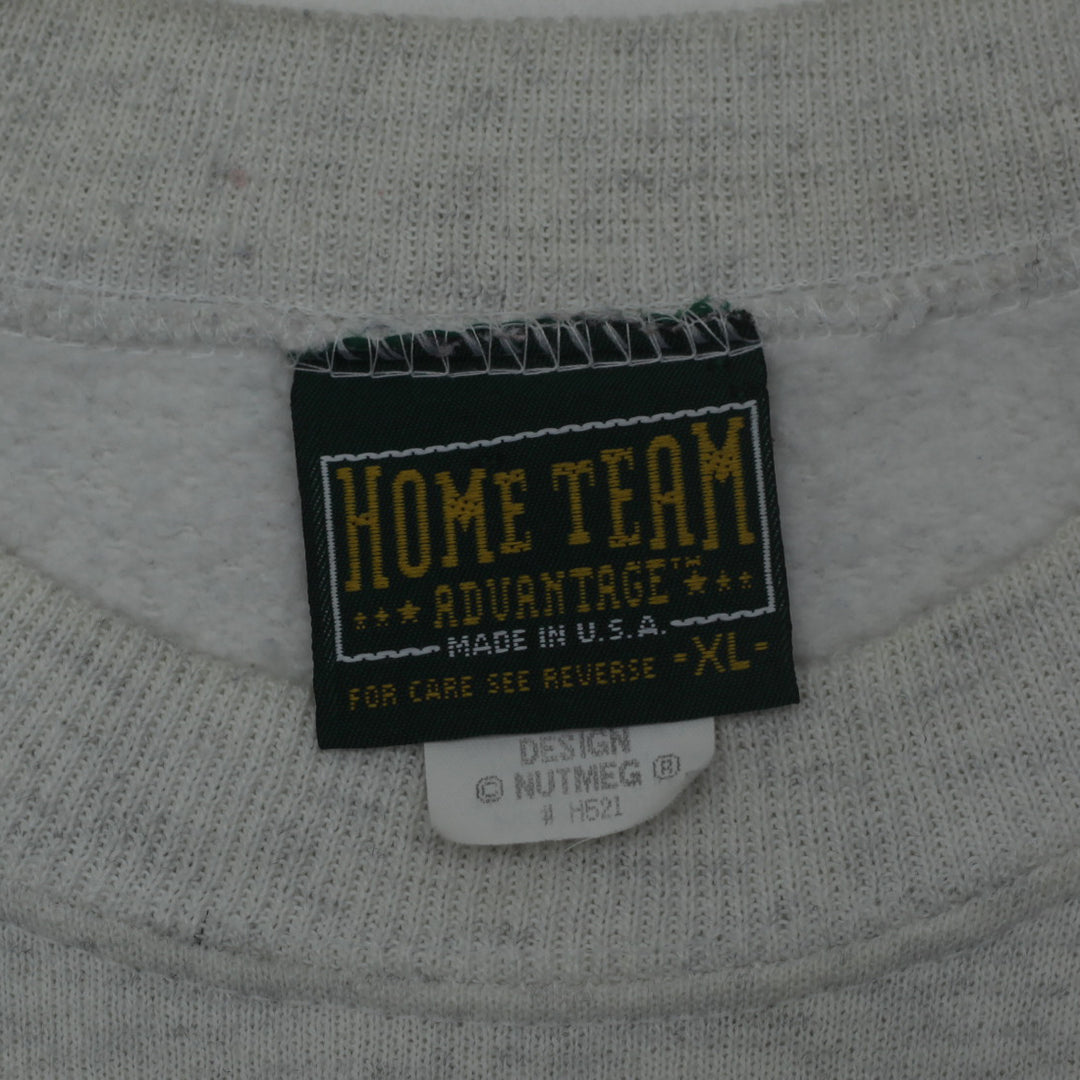 HOME TEAM
ADVANTAGE™
MADE IN U.S.A.
FOR CARE SEE REVERSE -XL-
DESIGN
© NUTMEG ®
# H521